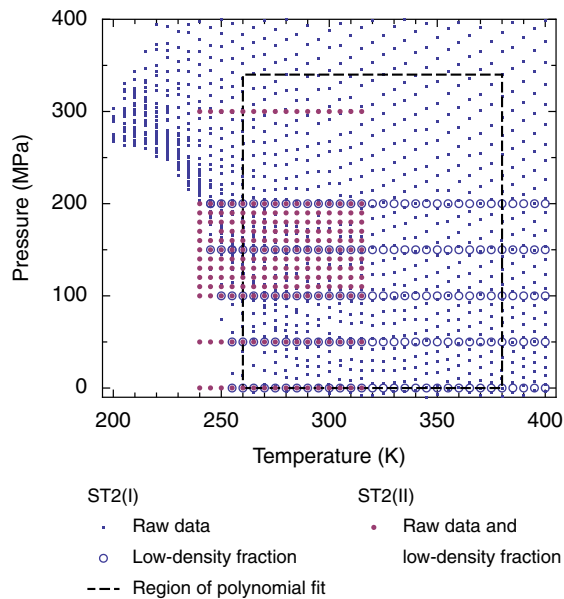 400
300
200
100
0
Pressure (MPa)
200 250 300 350 400
Temperature (K)
ST2(I) ST2(II)
Raw data Raw data and
Low-density fraction low-density fraction
Region of polynomial fit